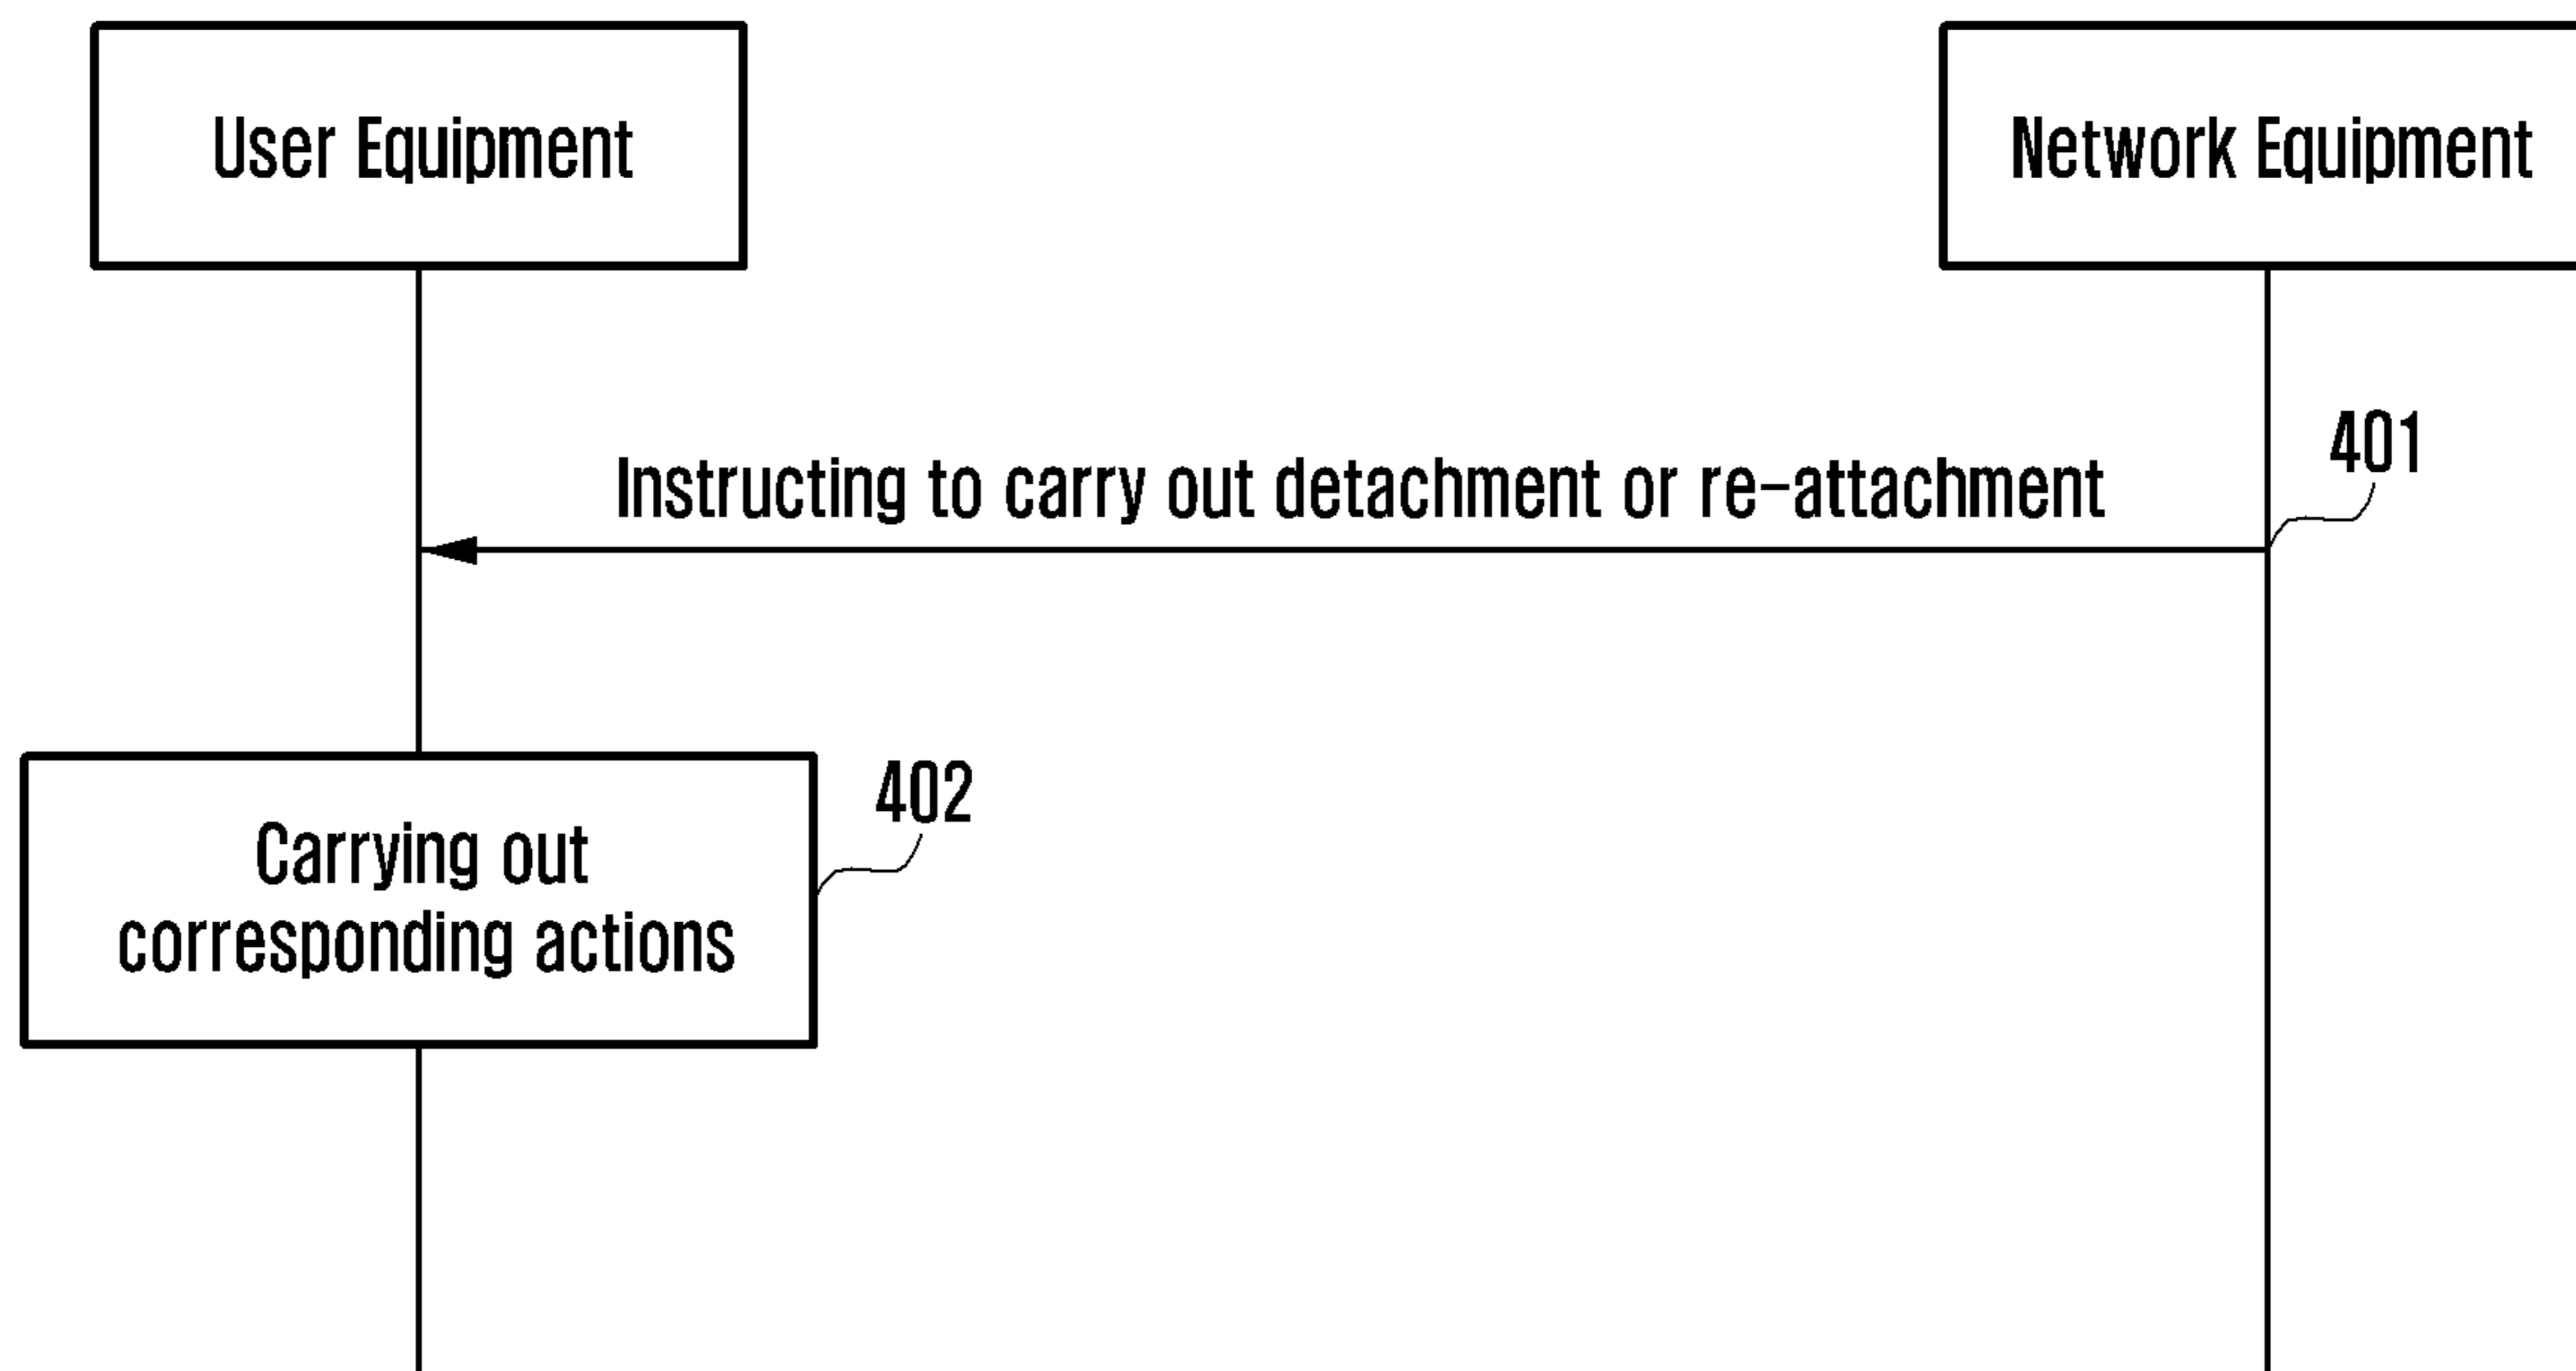 User Equipment
Network Equipment
401
Instructing to carry out detachment or re-attachment
402
Carrying out
corresponding actions